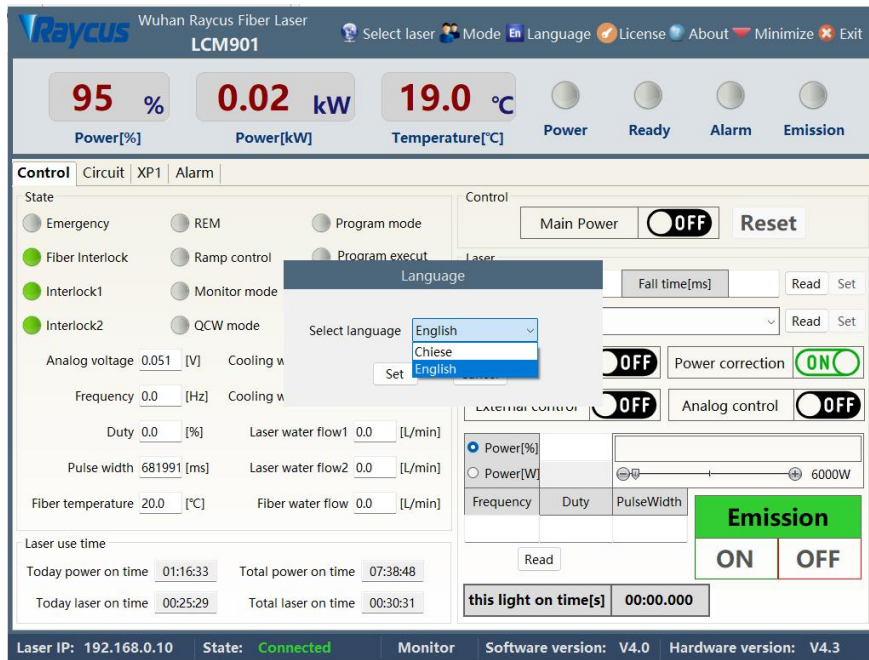 Raycus Wuhan Raycus Fiber Laser
LCM901
Select laser Mode En Language License About Minimize Exit
95 % 0.02 kW 19.0 ℃
Power[%] Power[kW] Temperature[℃] Power Ready Alarm Emission
Control Circuit XP1 Alarm
State
Emergency REM Program mode
Fiber Interlock Ramp control Program execut
Interlock1 Monitor mode
Interlock2 QCW mode
Analog voltage 0.051 [V] Cooling w
Frequency 0.0 [Hz] Cooling w
Duty 0.0 [%] Laser water flow1 0.0 [L/min]
Pulse width 681991 [ms] Laser water flow2 0.0 [L/min]
Fiber temperature 20.0 [℃] Fiber water flow 0.0 [L/min]
Laser use time
Today power on time 01:16:33 Total power on time 07:38:48
Today laser on time 00:25:29 Total laser on time 00:30:31
Language
Select language English
Chiese
English
Set
Control
Main Power OFF Reset
Laser
Fall time[ms] Read Set
Read Set
OFF Power correction ON
External control OFF Analog control OFF
Power[%]
Power[W] 6000W
Frequency Duty PulseWidth
Read
Emission
ON OFF
this light on time[s] 00:00.000
Laser IP: 192.168.0.10 State: Connected Monitor Software version: V4.0 Hardware version: V4.3